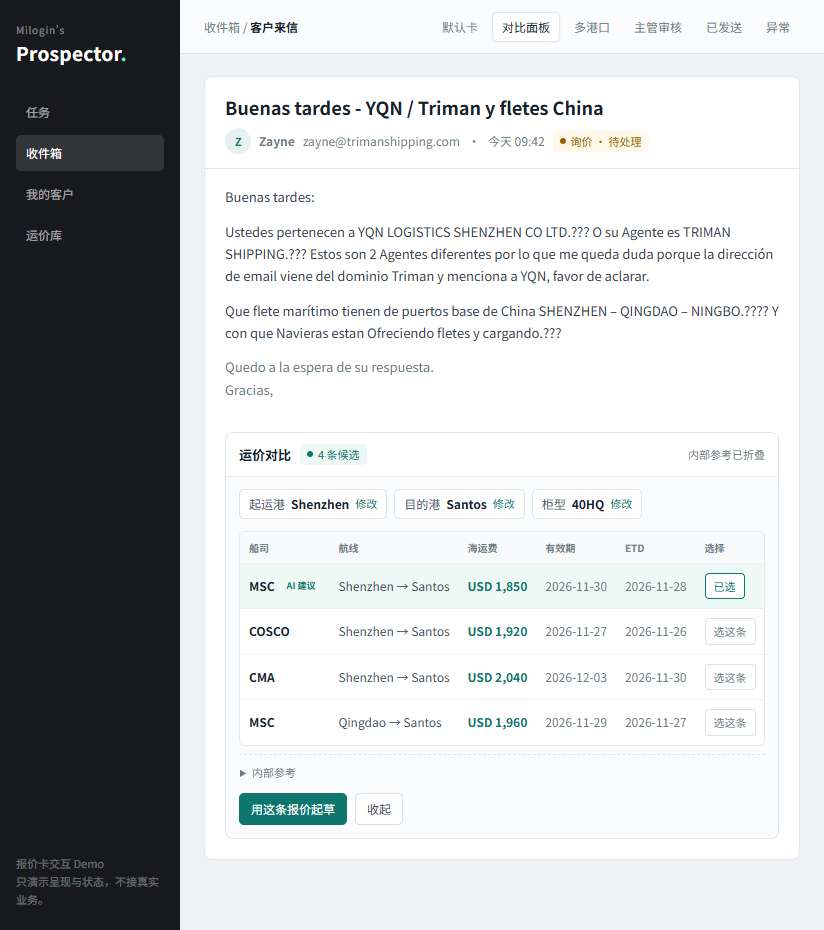 Milogin's
Prospector.
任务
收件箱
我的客户
运价库
报价卡交互 Demo
只演示呈现与状态，不接真实
业务。
收件箱 / 客户来信
默认卡 对比面板 多港口 主管审核 已发送 异常
Buenas tardes - YQN / Triman y fletes China
Z Zayne zayne@trimanshipping.com · 今天 09:42 询价 · 待处理
Buenas tardes:
Ustedes pertenecen a YQN LOGISTICS SHENZHEN CO LTD.??? O su Agente es TRIMAN
SHIPPING.??? Estos son 2 Agentes diferentes por lo que me queda duda porque la dirección
de email viene del dominio Triman y menciona a YQN, favor de aclarar.
Que flete marítimo tienen de puertos base de China SHENZHEN – QINGDAO – NINGBO.???? Y
con que Navieras estan Ofreciendo fletes y cargando.???
Quedo a la espera de su respuesta.
Gracias,
运价对比 4 条候选 内部参考已折叠
起运港 Shenzhen 修改 目的港 Santos 修改 柜型 40HQ 修改
船司 航线 海运费 有效期 ETD 选择
MSC AI 建议 Shenzhen → Santos USD 1,850 2026-11-30 2026-11-28 已选
COSCO Shenzhen → Santos USD 1,920 2026-11-27 2026-11-26 选这条
CMA Shenzhen → Santos USD 2,040 2026-12-03 2026-11-30 选这条
MSC Qingdao → Santos USD 1,960 2026-11-29 2026-11-27 选这条
▶ 内部参考
用这条报价起草 收起